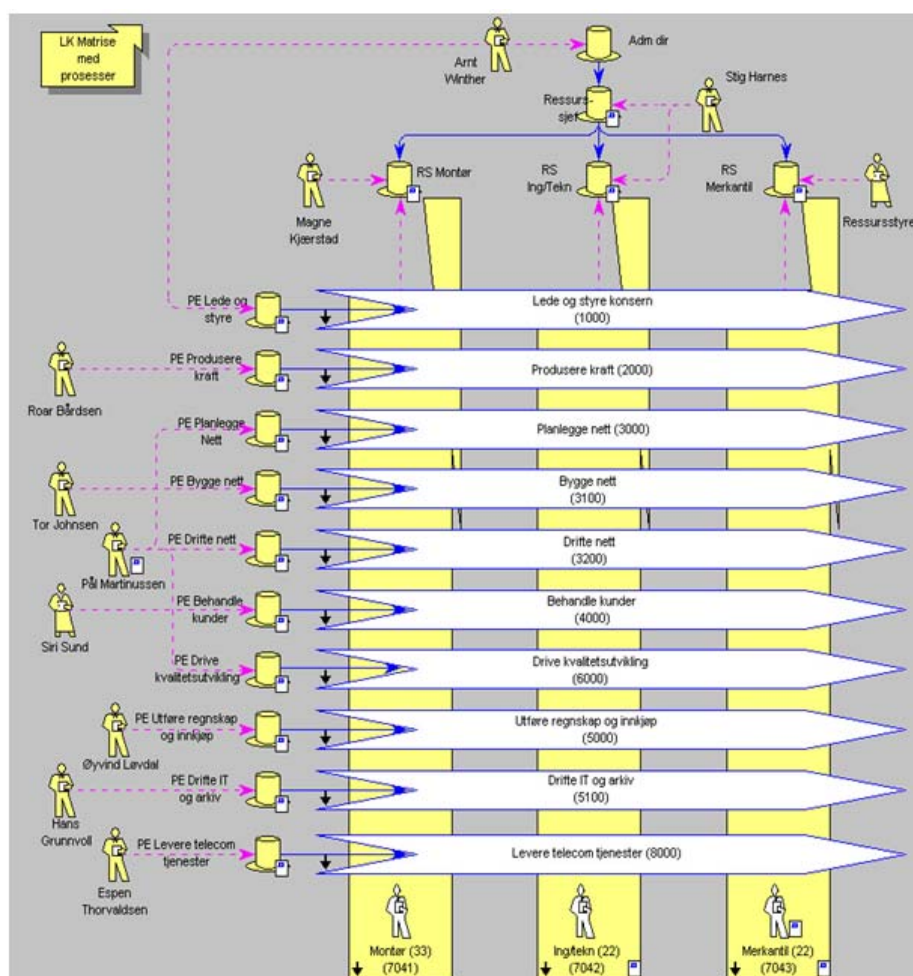 LK Matrise
med
prosesser
Arnt
Winther
Adm dir
Stig Harnes
Ressurs-
sjef
RS Montør
RS
Ing/Tekn
RS
Merkantil
Magne
Kjærstad
Ressursstyre
PE Lede og
styre
Lede og styre konsern
(1000)
Roar Bårdsen
PE Produsere
kraft
Produsere kraft (2000)
PE Planlegge
Nett
Planlegge nett (3000)
Tor Johnsen
PE Bygge nett
Bygge nett
(3100)
Pål Martinussen
PE Drifte nett
Drifte nett
(3200)
Siri Sund
PE Behandle
kunder
Behandle kunder
(4000)
PE Drive
kvalitetsutvikling
Drive kvalitetsutvikling
(6000)
Øyvind Løvdal
PE Utføre regnskap
og innkjøp
Utføre regnskap og innkjøp
(5000)
Hans
Grunnvoll
PE Drifte IT
og arkiv
Drifte IT og arkiv
(5100)
Espen
Thorvaldsen
PE Levere telecom
tjenester
Levere telecom tjenester (8000)
Montør (33)
(7041)
Ing/tekn (22)
(7042)
Merkantil (22)
(7043)